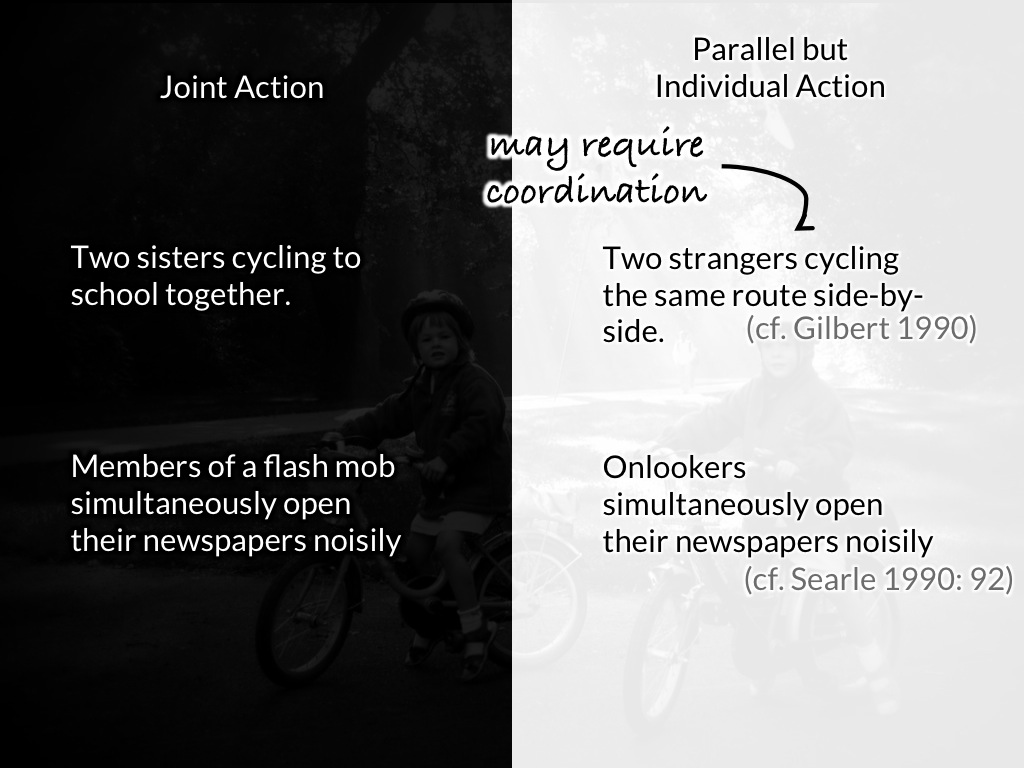 Joint Action
Two sisters cycling to
school together.
Members of a flash mob
simultaneously open
their newspapers noisily
Parallel but
Individual Action
may require
coordination
Two strangers cycling
the same route side-by-
side.
(cf. Gilbert 1990)
Onlookers
simultaneously open
their newspapers noisily
(cf. Searle 1990: 92)